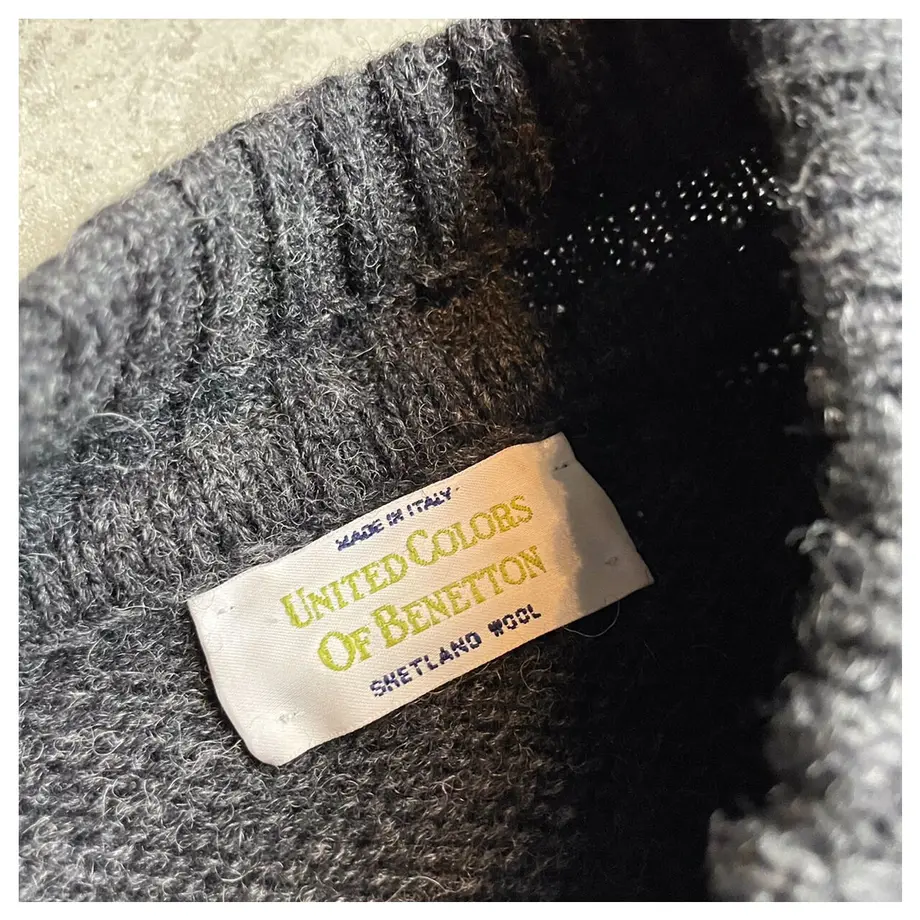 MADE IN ITALY
UNITED COLORS
OF BENETTON
SHETLAND WOOL